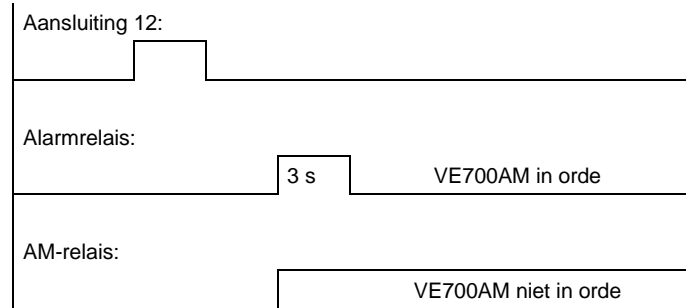 Aansluiting 12:
Alarmrelais:
3 s VE700AM in orde
AM-relais:
VE700AM niet in orde